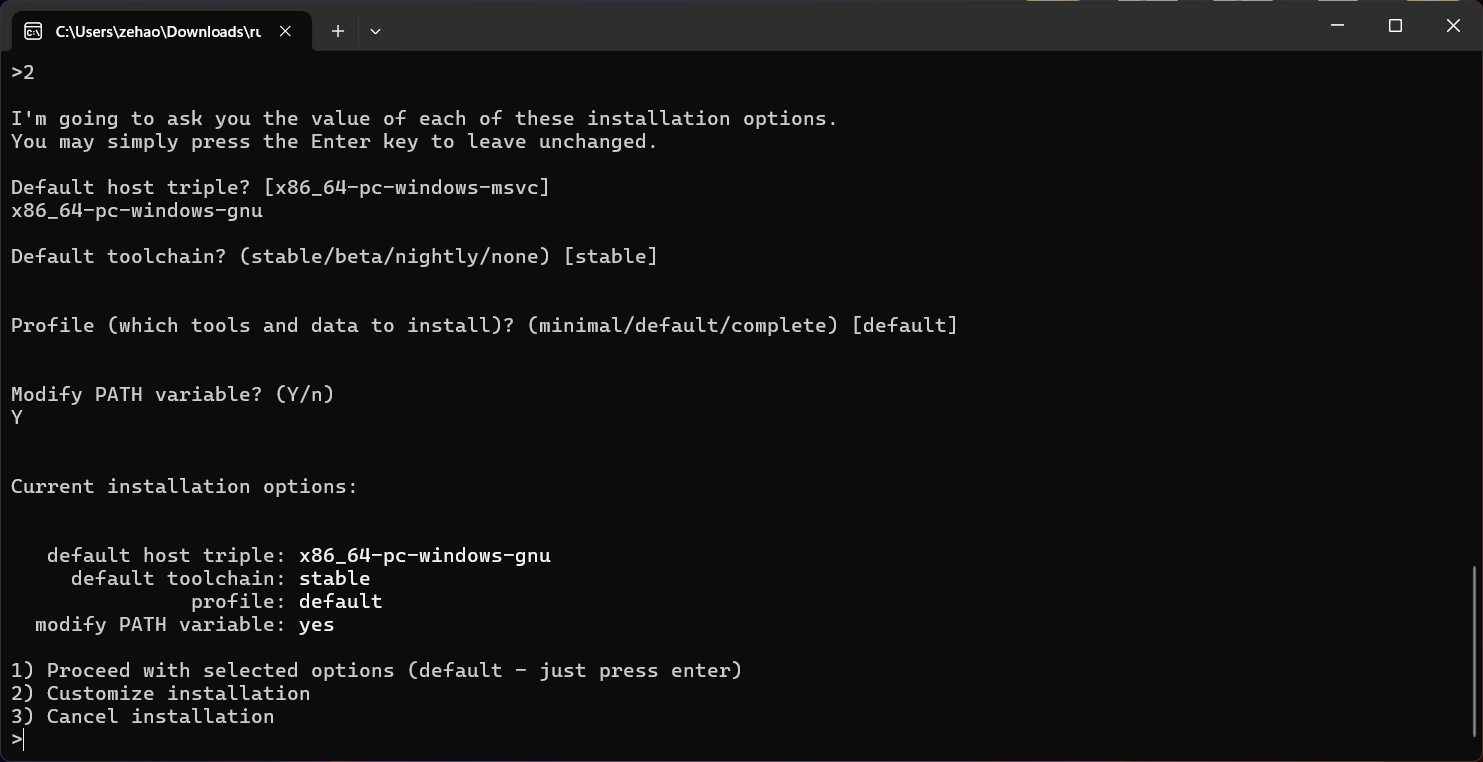 C:\Users\zehao\Downloads\ru
>2
I'm going to ask you the value of each of these installation options.
You may simply press the Enter key to leave unchanged.
Default host triple? [x86_64-pc-windows-msvc]
x86_64-pc-windows-gnu
Default toolchain? (stable/beta/nightly/none) [stable]
Profile (which tools and data to install)? (minimal/default/complete) [default]
Modify PATH variable? (Y/n)
Y
Current installation options:
default host triple: x86_64-pc-windows-gnu
default toolchain: stable
profile: default
modify PATH variable: yes
1) Proceed with selected options (default - just press enter)
2) Customize installation
3) Cancel installation
>